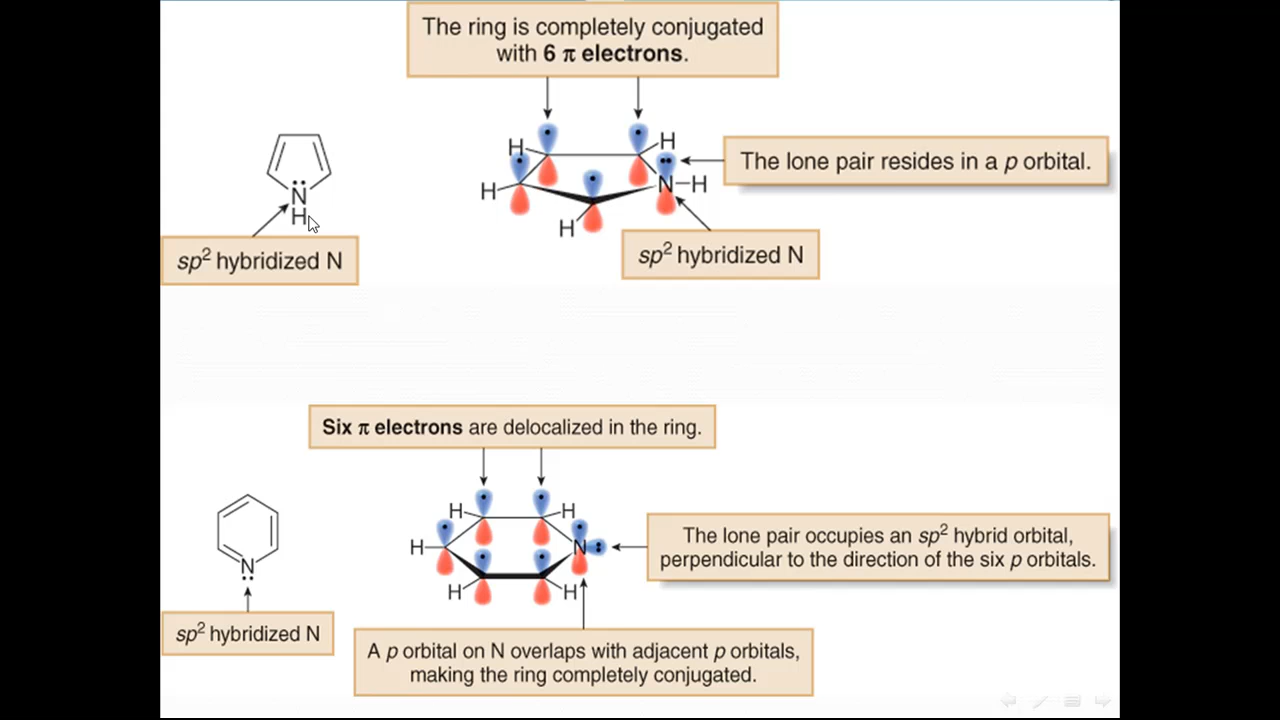 The ring is completely conjugated
with 6 π electrons.
H
H
The lone pair resides in a p orbital.
H
N–H
N
H
H
sp² hybridized N
sp² hybridized N
Six π electrons are delocalized in the ring.
H
H
H
N
The lone pair occupies an sp² hybrid orbital,
perpendicular to the direction of the six p orbitals.
N
H
H
sp² hybridized N
A p orbital on N overlaps with adjacent p orbitals,
making the ring completely conjugated.